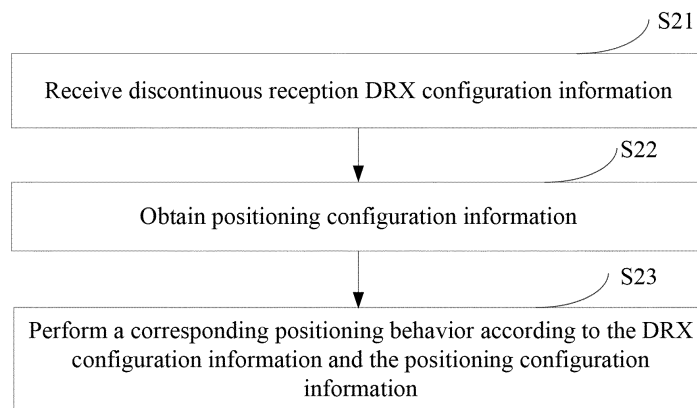 S21
Receive discontinuous reception DRX configuration information
S22
Obtain positioning configuration information
S23
Perform a corresponding positioning behavior according to the DRX
configuration information and the positioning configuration
information